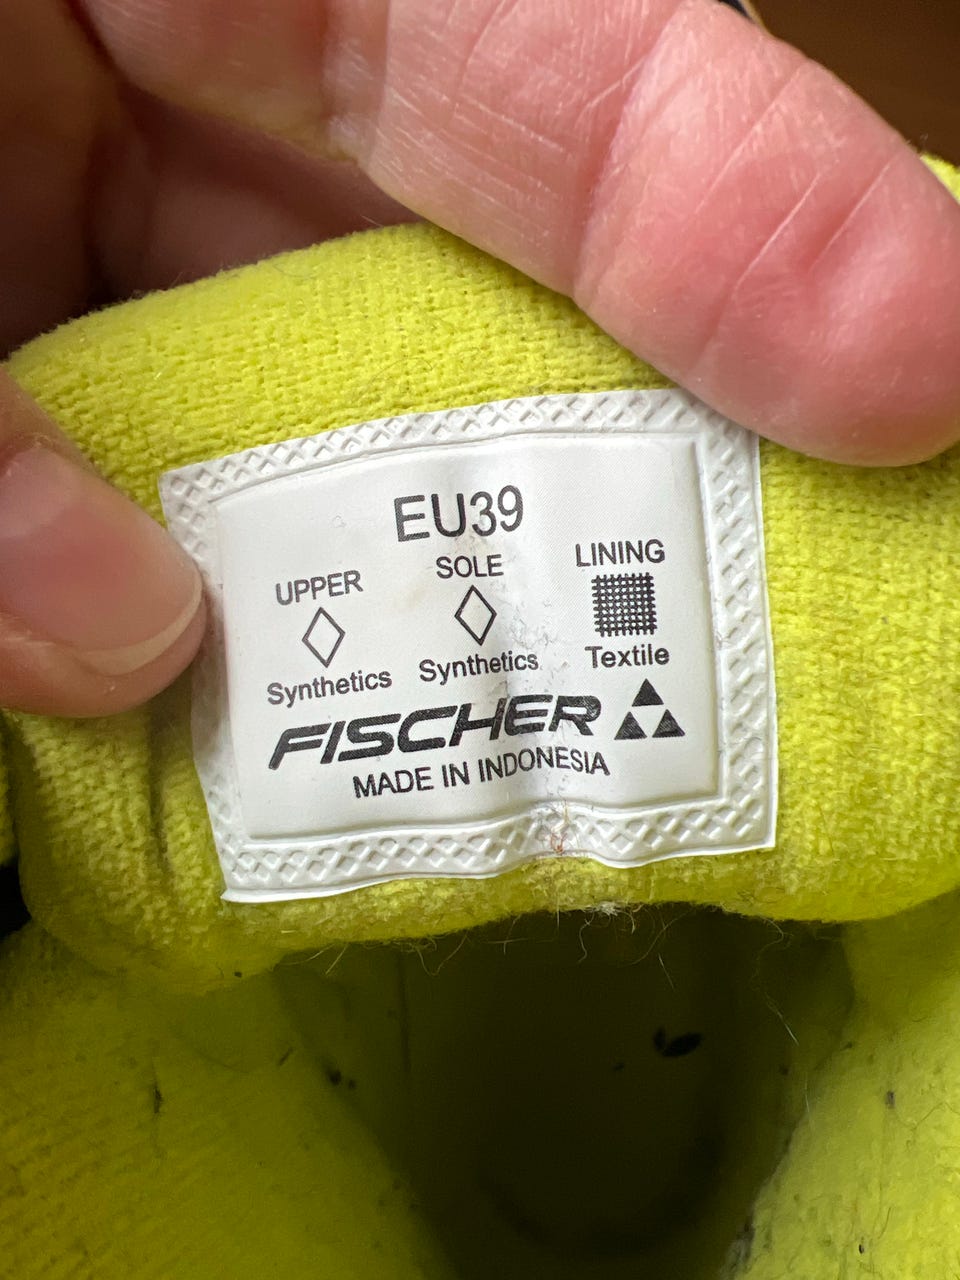 EU39
UPPER SOLE LINING
Synthetics Synthetics Textile
FISCHER
MADE IN INDONESIA